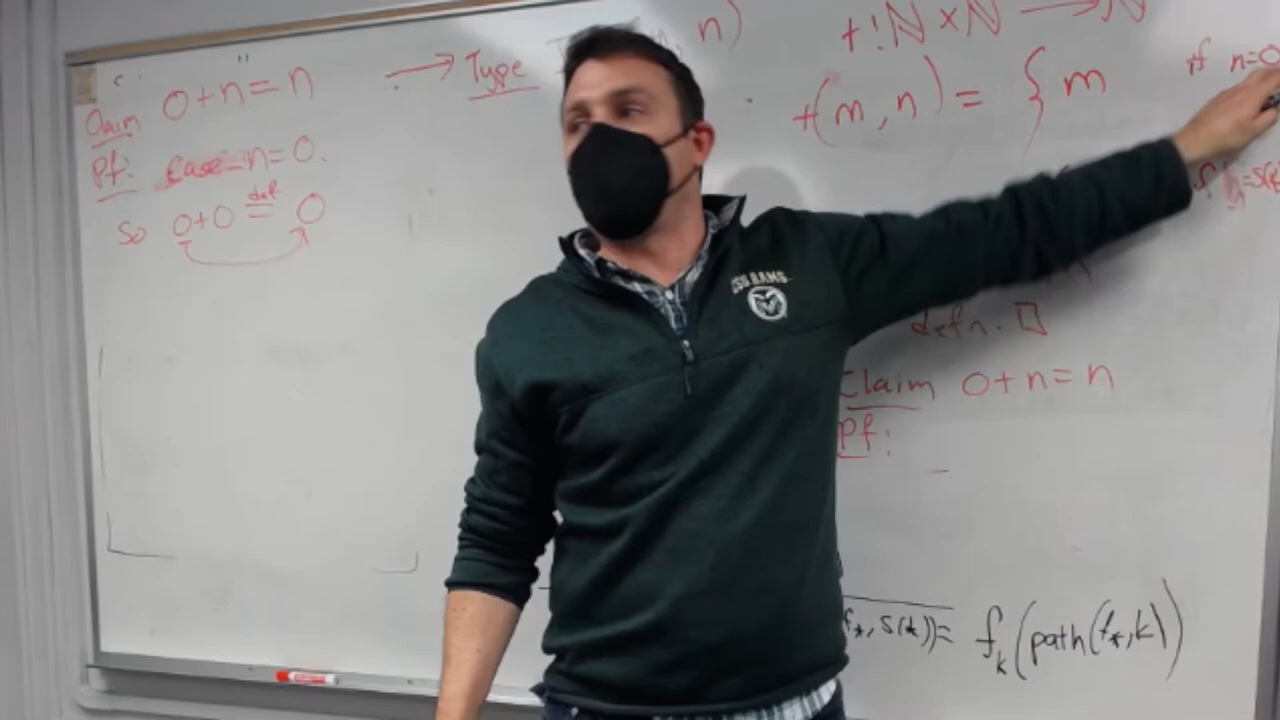 Claim 0+n=n
Pf: Case n=0.
So 0+0 def= 0
→ Type
n)
+: ℕ×ℕ → ℕ
+(m,n) = { m if n=0
defn. □
Claim 0+n=n
Pf:
f*, S(k))= f_k(path(f*,k))
CSU RAMS